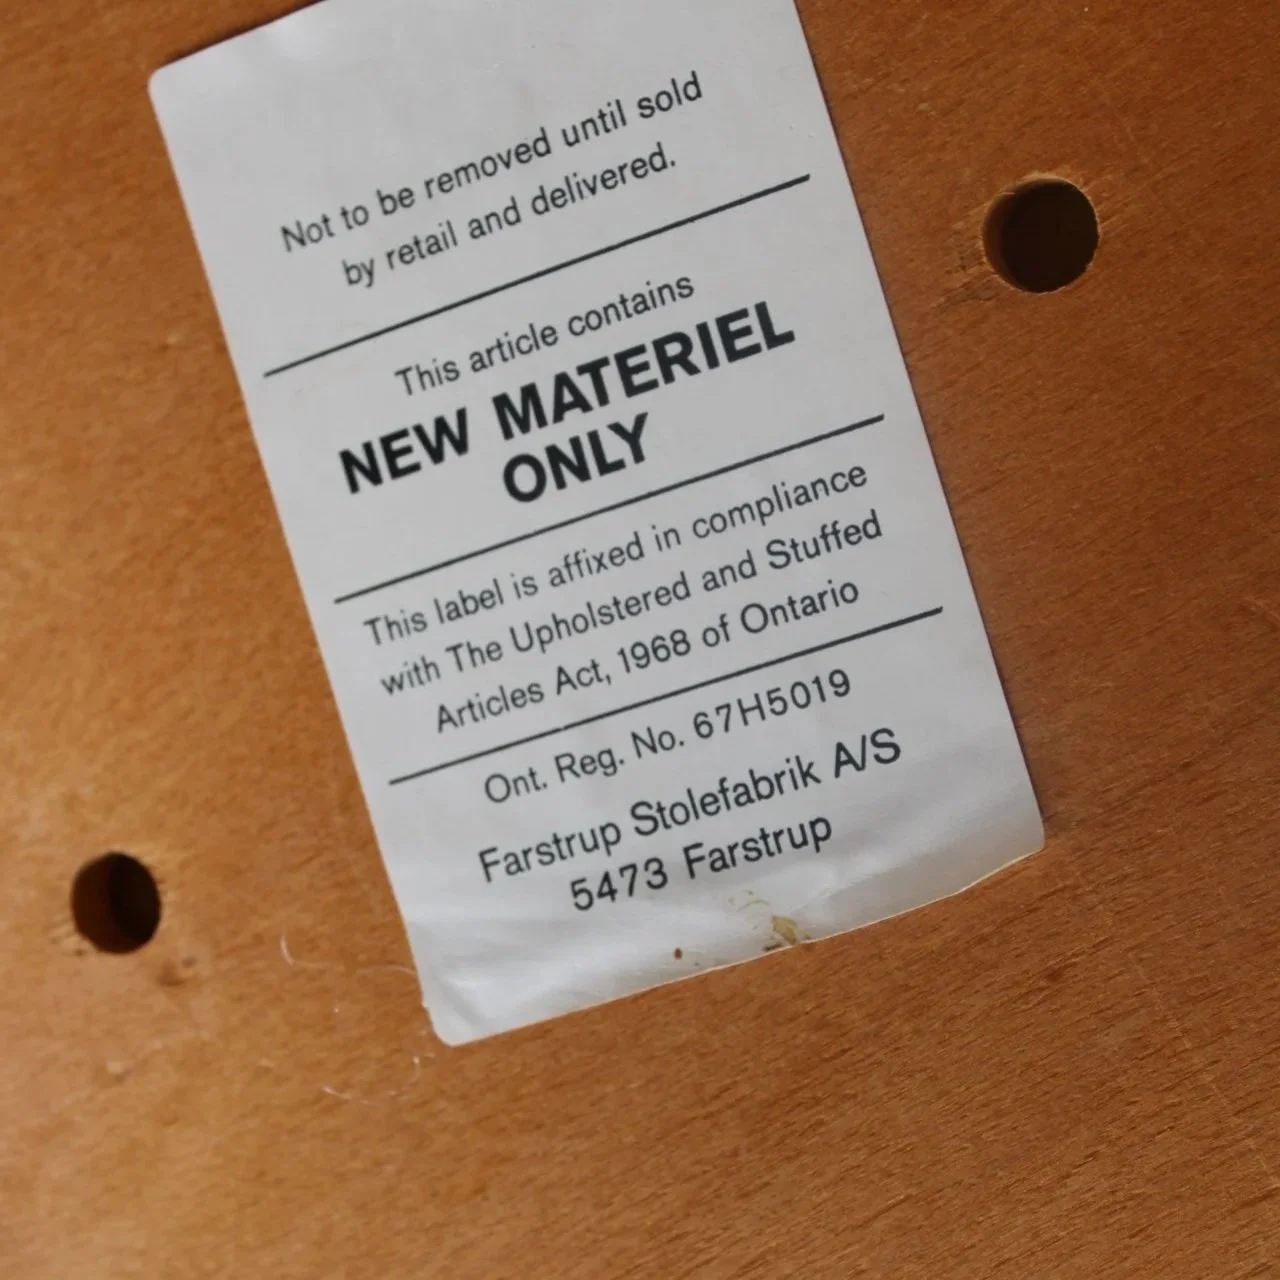 Not to be removed until sold
by retail and delivered.
This article contains
NEW MATERIEL
ONLY
This label is affixed in compliance
with The Upholstered and Stuffed
Articles Act, 1968 of Ontario
Ont. Reg. No. 67H5019
Farstrup Stolefabrik A/S
5473 Farstrup